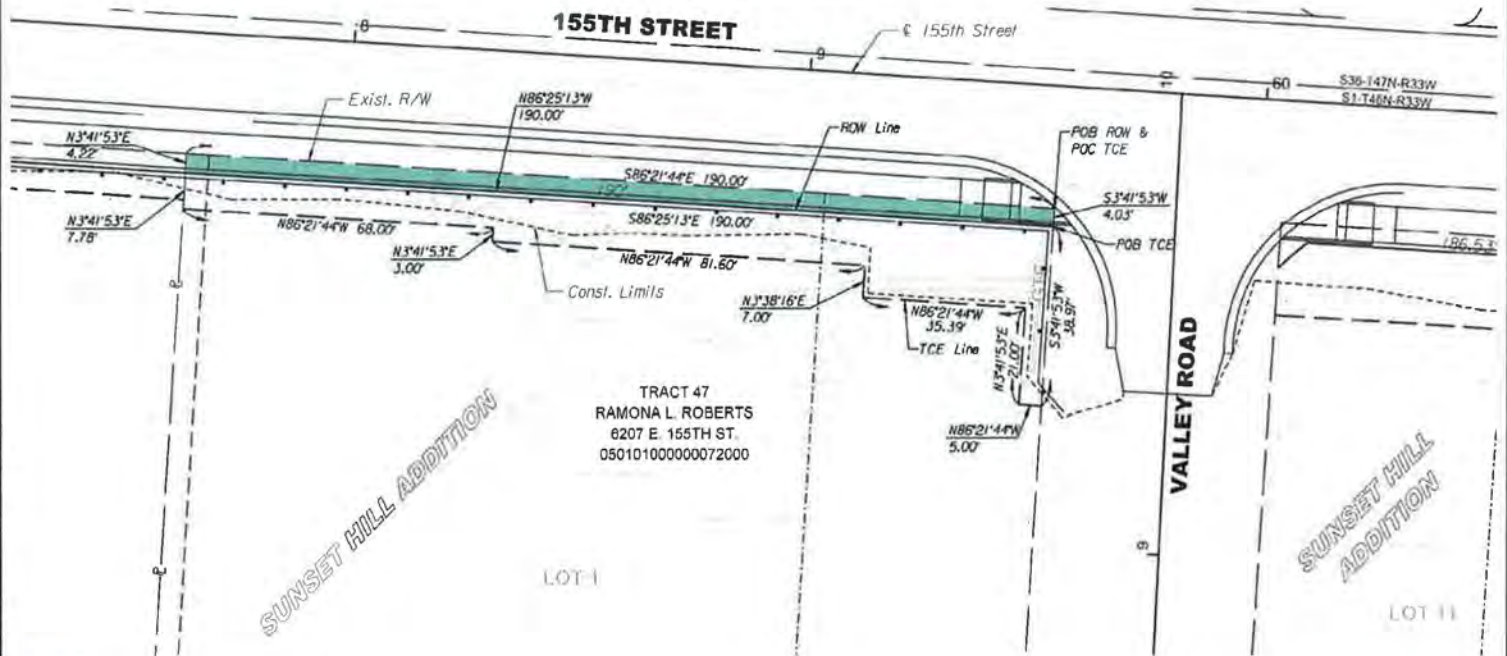 155TH STREET
℄ 155th Street
8
9
10
60
S36-T47N-R33W
S1-T46N-R33W
Exist. R/W
N86°25'13"W
190.00'
ROW Line
POB ROW &
POC TCE
N3°41'53"E
4.22'
S86°21'44"E 190.00'
190'
S3°41'53"W
4.03'
N3°41'53"E
7.78'
N86°21'44"W 68.00'
S86°25'13"E 190.00'
POB TCE
186.53'
N3°41'53"E
3.00'
N86°21'44"W 81.60'
Const. Limits
N3°38'16"E
7.00'
N86°21'44"W
35.39'
TCE Line
N3°41'53"E
21.00'
S3°41'53"W
38.97'
N86°21'44"W
5.00'
TRACT 47
RAMONA L. ROBERTS
6207 E. 155TH ST.
050101000000072000
VALLEY ROAD
9
SUNSET HILL ADDITION
SUNSET HILL
ADDITION
LOT 1
LOT 11